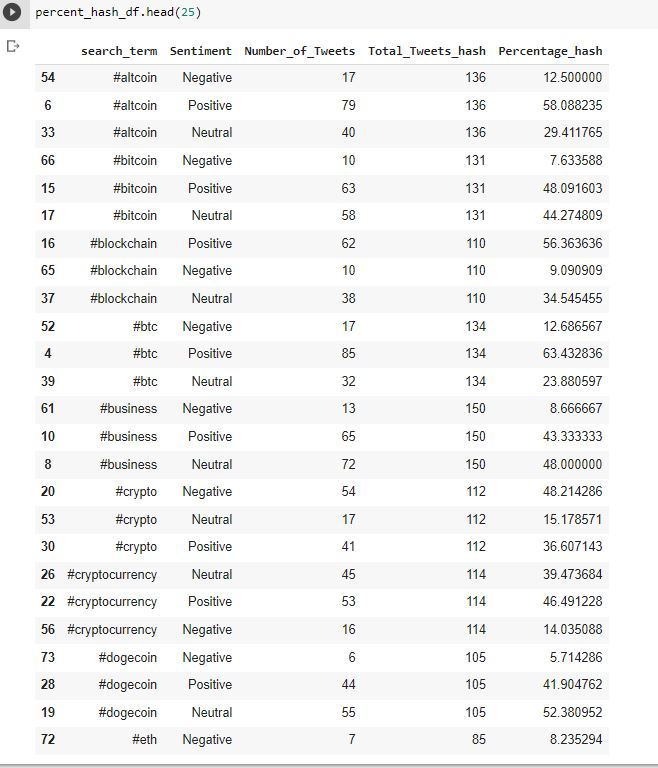 percent_hash_df.head(25)
search_term Sentiment Number_of_Tweets Total_Tweets_hash Percentage_hash
54 #altcoin Negative 17 136 12.500000
6 #altcoin Positive 79 136 58.088235
33 #altcoin Neutral 40 136 29.411765
66 #bitcoin Negative 10 131 7.633588
15 #bitcoin Positive 63 131 48.091603
17 #bitcoin Neutral 58 131 44.274809
16 #blockchain Positive 62 110 56.363636
65 #blockchain Negative 10 110 9.090909
37 #blockchain Neutral 38 110 34.545455
52 #btc Negative 17 134 12.686567
4 #btc Positive 85 134 63.432836
39 #btc Neutral 32 134 23.880597
61 #business Negative 13 150 8.666667
10 #business Positive 65 150 43.333333
8 #business Neutral 72 150 48.000000
20 #crypto Negative 54 112 48.214286
53 #crypto Neutral 17 112 15.178571
30 #crypto Positive 41 112 36.607143
26 #cryptocurrency Neutral 45 114 39.473684
22 #cryptocurrency Positive 53 114 46.491228
56 #cryptocurrency Negative 16 114 14.035088
73 #dogecoin Negative 6 105 5.714286
28 #dogecoin Positive 44 105 41.904762
19 #dogecoin Neutral 55 105 52.380952
72 #eth Negative 7 85 8.235294